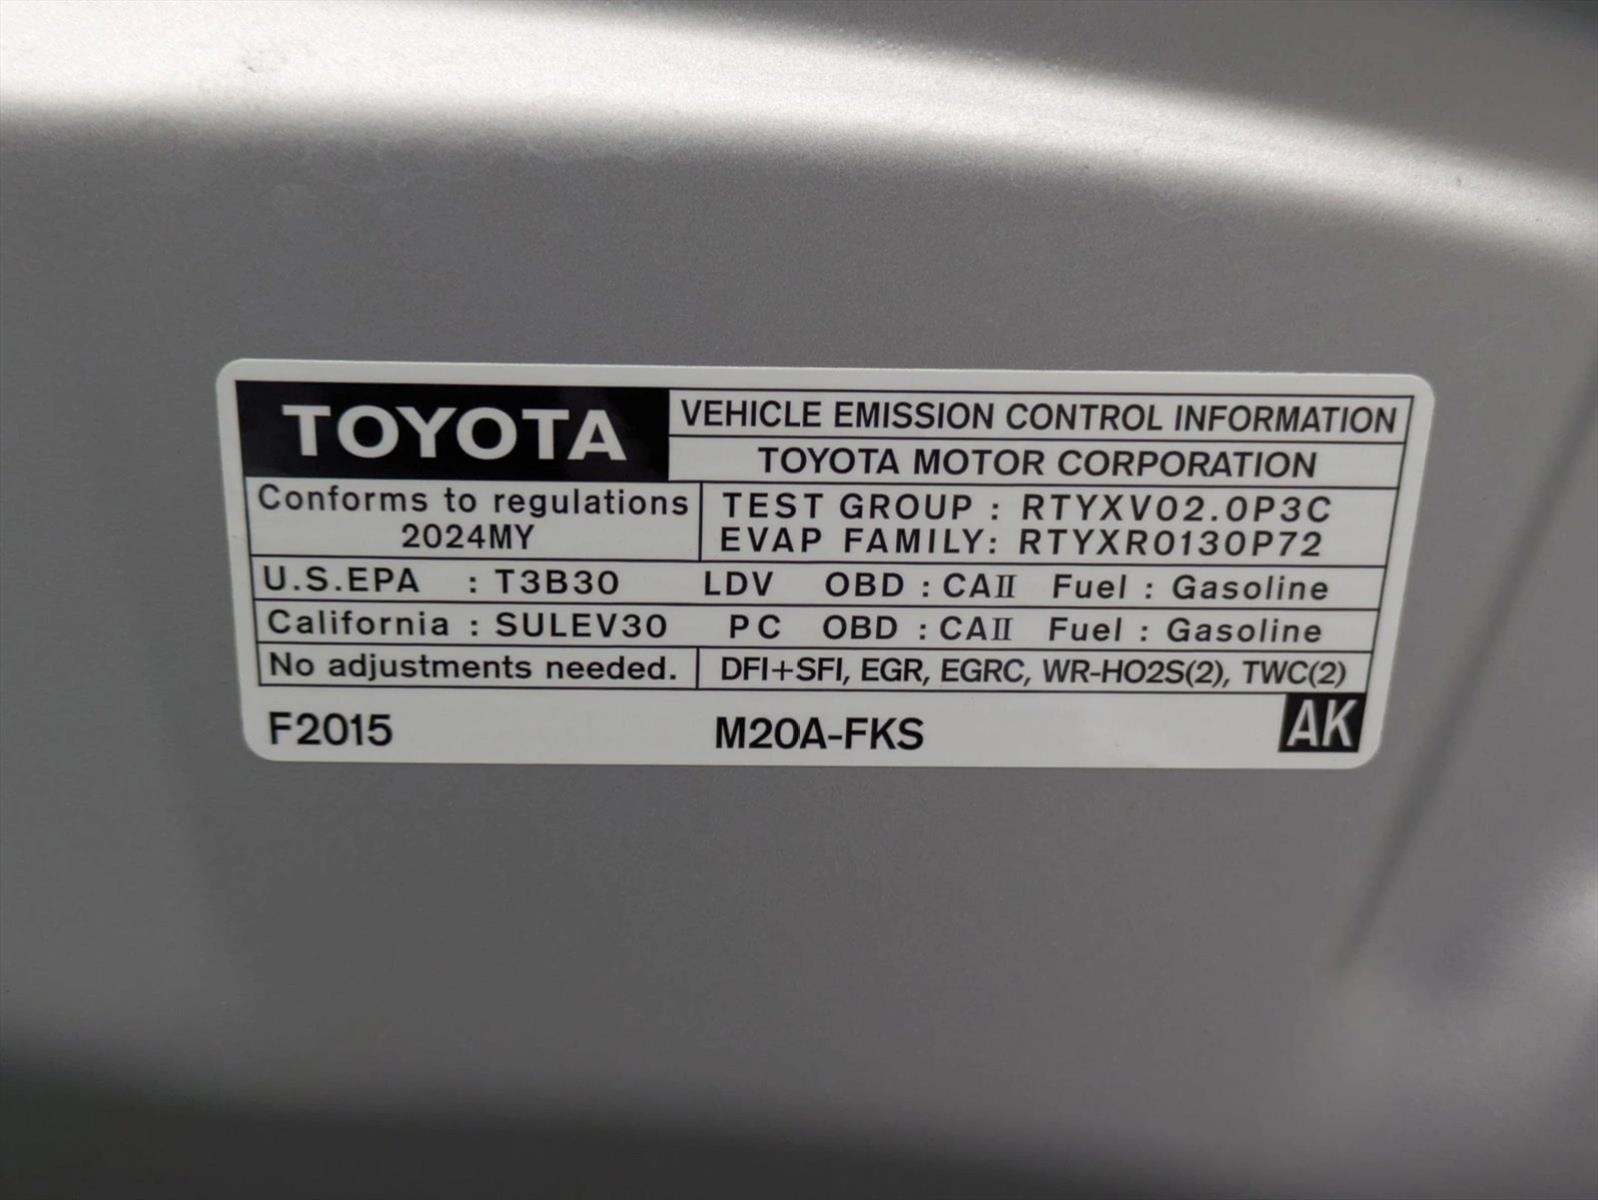 TOYOTA
VEHICLE EMISSION CONTROL INFORMATION
TOYOTA MOTOR CORPORATION
Conforms to regulations
2024MY
TEST GROUP : RTYXV02.0P3C
EVAP FAMILY: RTYXR0130P72
U.S.EPA : T3B30 LDV OBD : CAII Fuel : Gasoline
California : SULEV30 PC OBD : CAII Fuel : Gasoline
No adjustments needed. DFI+SFI, EGR, EGRC, WR-HO2S(2), TWC(2)
F2015 M20A-FKS AK